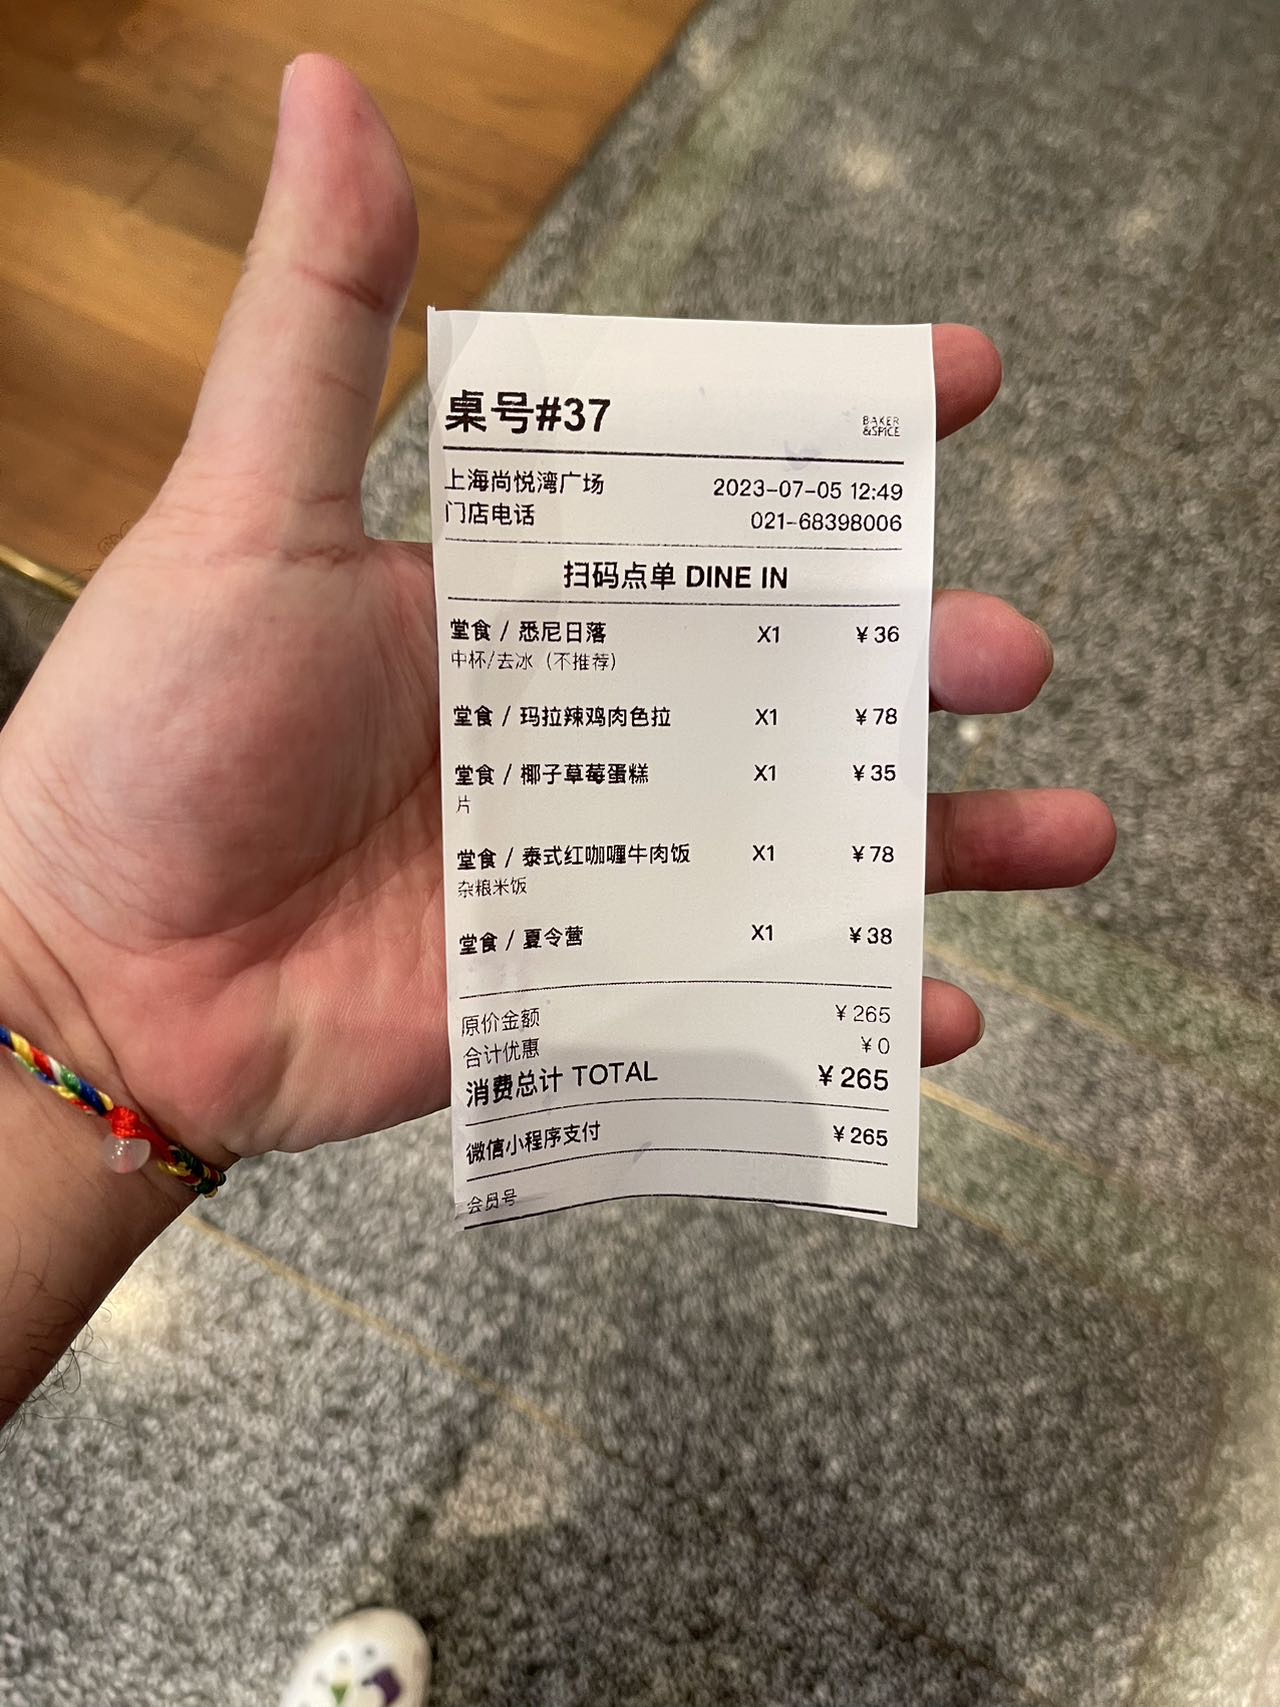 桌号#37
BAKER
&SPICE
上海尚悦湾广场 2023-07-05 12:49
门店电话 021-68398006
扫码点单 DINE IN
堂食 / 悉尼日落 X1 ¥36
中杯/去冰（不推荐）
堂食 / 玛拉辣鸡肉色拉 X1 ¥78
堂食 / 椰子草莓蛋糕 X1 ¥35
片
堂食 / 泰式红咖喱牛肉饭 X1 ¥78
杂粮米饭
堂食 / 夏令营 X1 ¥38
原价金额 ¥265
合计优惠 ¥0
消费总计 TOTAL ¥265
微信小程序支付 ¥265
会员号